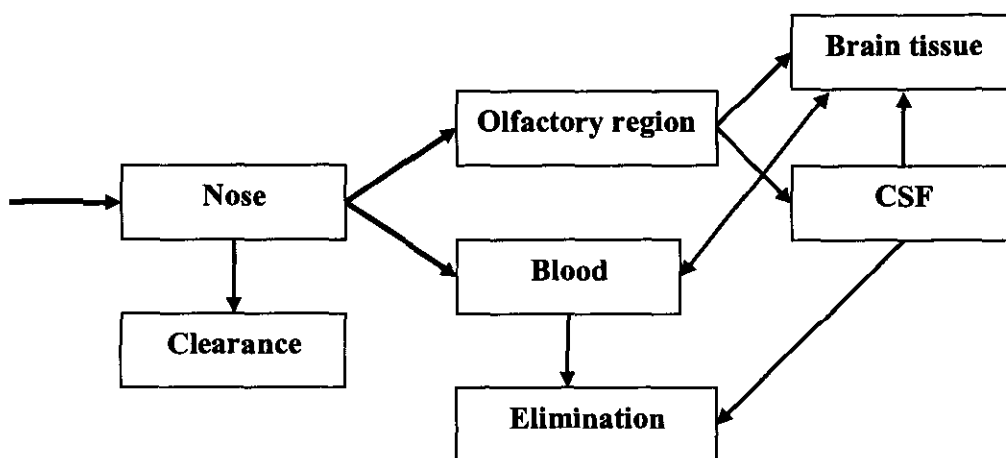 Brain tissue
Olfactory region
Nose
CSF
Blood
Clearance
Elimination